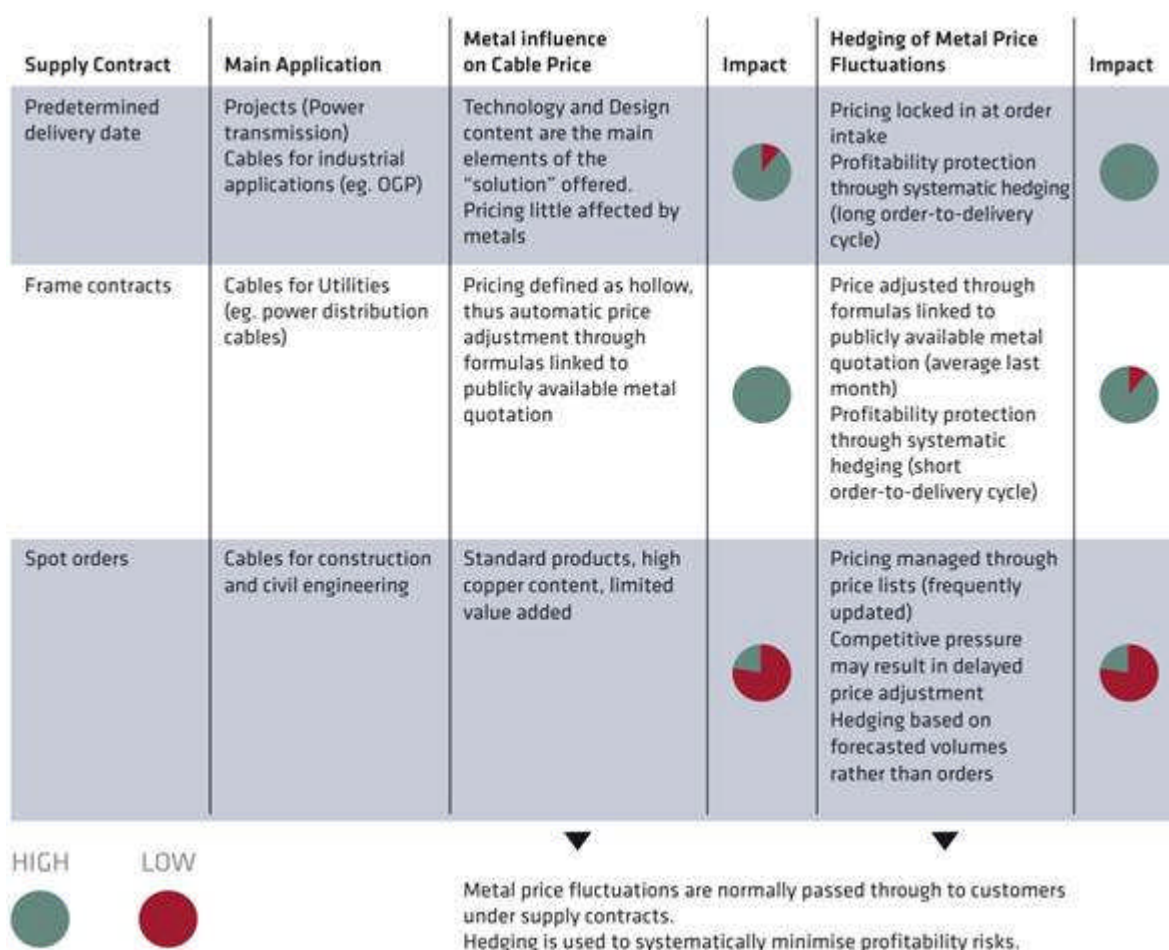 Supply Contract
Main Application
Metal influence
on Cable Price
Impact
Hedging of Metal Price
Fluctuations
Impact
Predetermined
delivery date
Projects (Power
transmission)
Cables for industrial
applications (eg. OGP)
Technology and Design
content are the main
elements of the
“solution” offered.
Pricing little affected by
metals
Pricing locked in at order
intake
Profitability protection
through systematic hedging
(long order-to-delivery
cycle)
Frame contracts
Cables for Utilities
(eg. power distribution
cables)
Pricing defined as hollow,
thus automatic price
adjustment through
formulas linked to
publicly available metal
quotation
Price adjusted through
formulas linked to
publicly available metal
quotation (average last
month)
Profitability protection
through systematic
hedging (short
order-to-delivery cycle)
Spot orders
Cables for construction
and civil engineering
Standard products, high
copper content, limited
value added
Pricing managed through
price lists (frequently
updated)
Competitive pressure
may result in delayed
price adjustment
Hedging based on
forecasted volumes
rather than orders
HIGH
LOW
Metal price fluctuations are normally passed through to customers
under supply contracts.
Hedging is used to systematically minimise profitability risks.